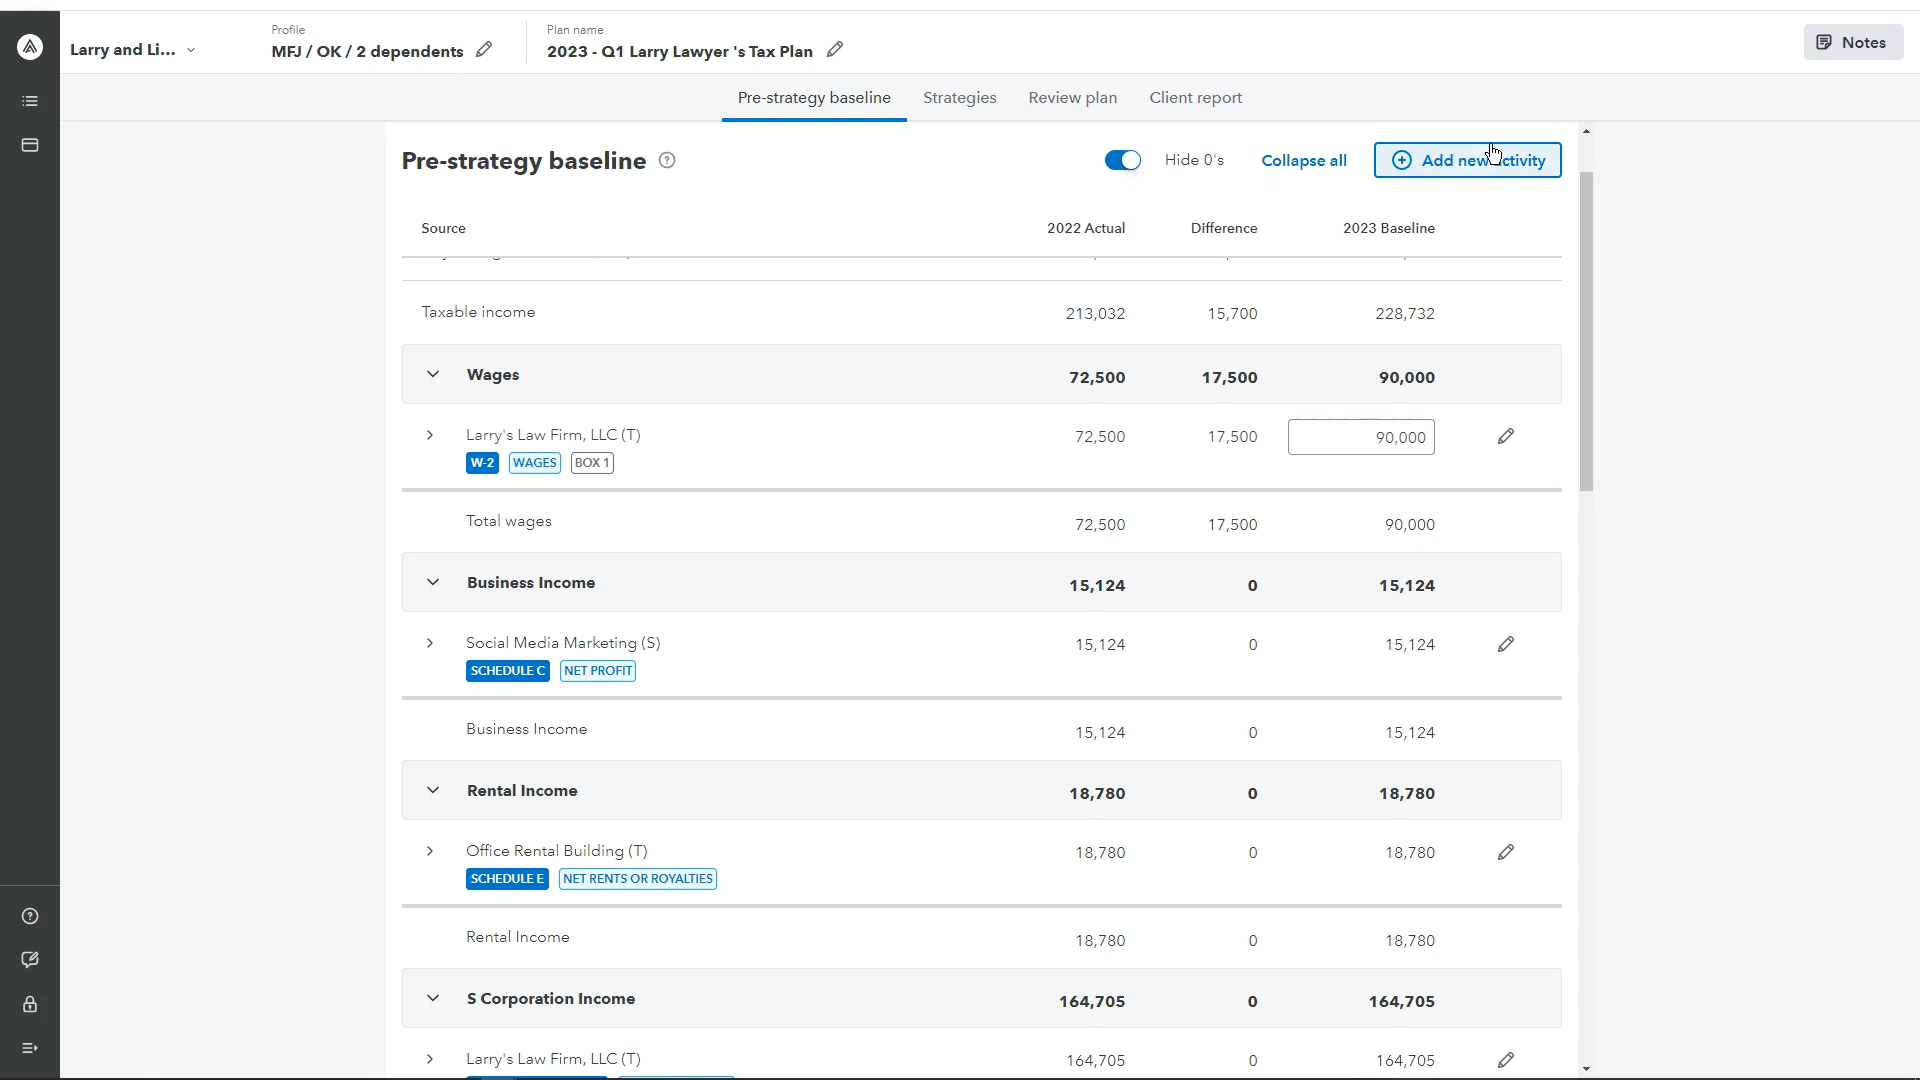 Larry and Li...
Profile
MFJ / OK / 2 dependents
Plan name
2023 - Q1 Larry Lawyer 's Tax Plan
Notes
Pre-strategy baseline Strategies Review plan Client report
Pre-strategy baseline
Hide 0's Collapse all Add new activity
Source 2022 Actual Difference 2023 Baseline
Taxable income 213,032 15,700 228,732
Wages 72,500 17,500 90,000
Larry's Law Firm, LLC (T) 72,500 17,500 90,000
W-2 WAGES BOX 1
Total wages 72,500 17,500 90,000
Business Income 15,124 0 15,124
Social Media Marketing (S) 15,124 0 15,124
SCHEDULE C NET PROFIT
Business Income 15,124 0 15,124
Rental Income 18,780 0 18,780
Office Rental Building (T) 18,780 0 18,780
SCHEDULE E NET RENTS OR ROYALTIES
Rental Income 18,780 0 18,780
S Corporation Income 164,705 0 164,705
Larry's Law Firm, LLC (T) 164,705 0 164,705